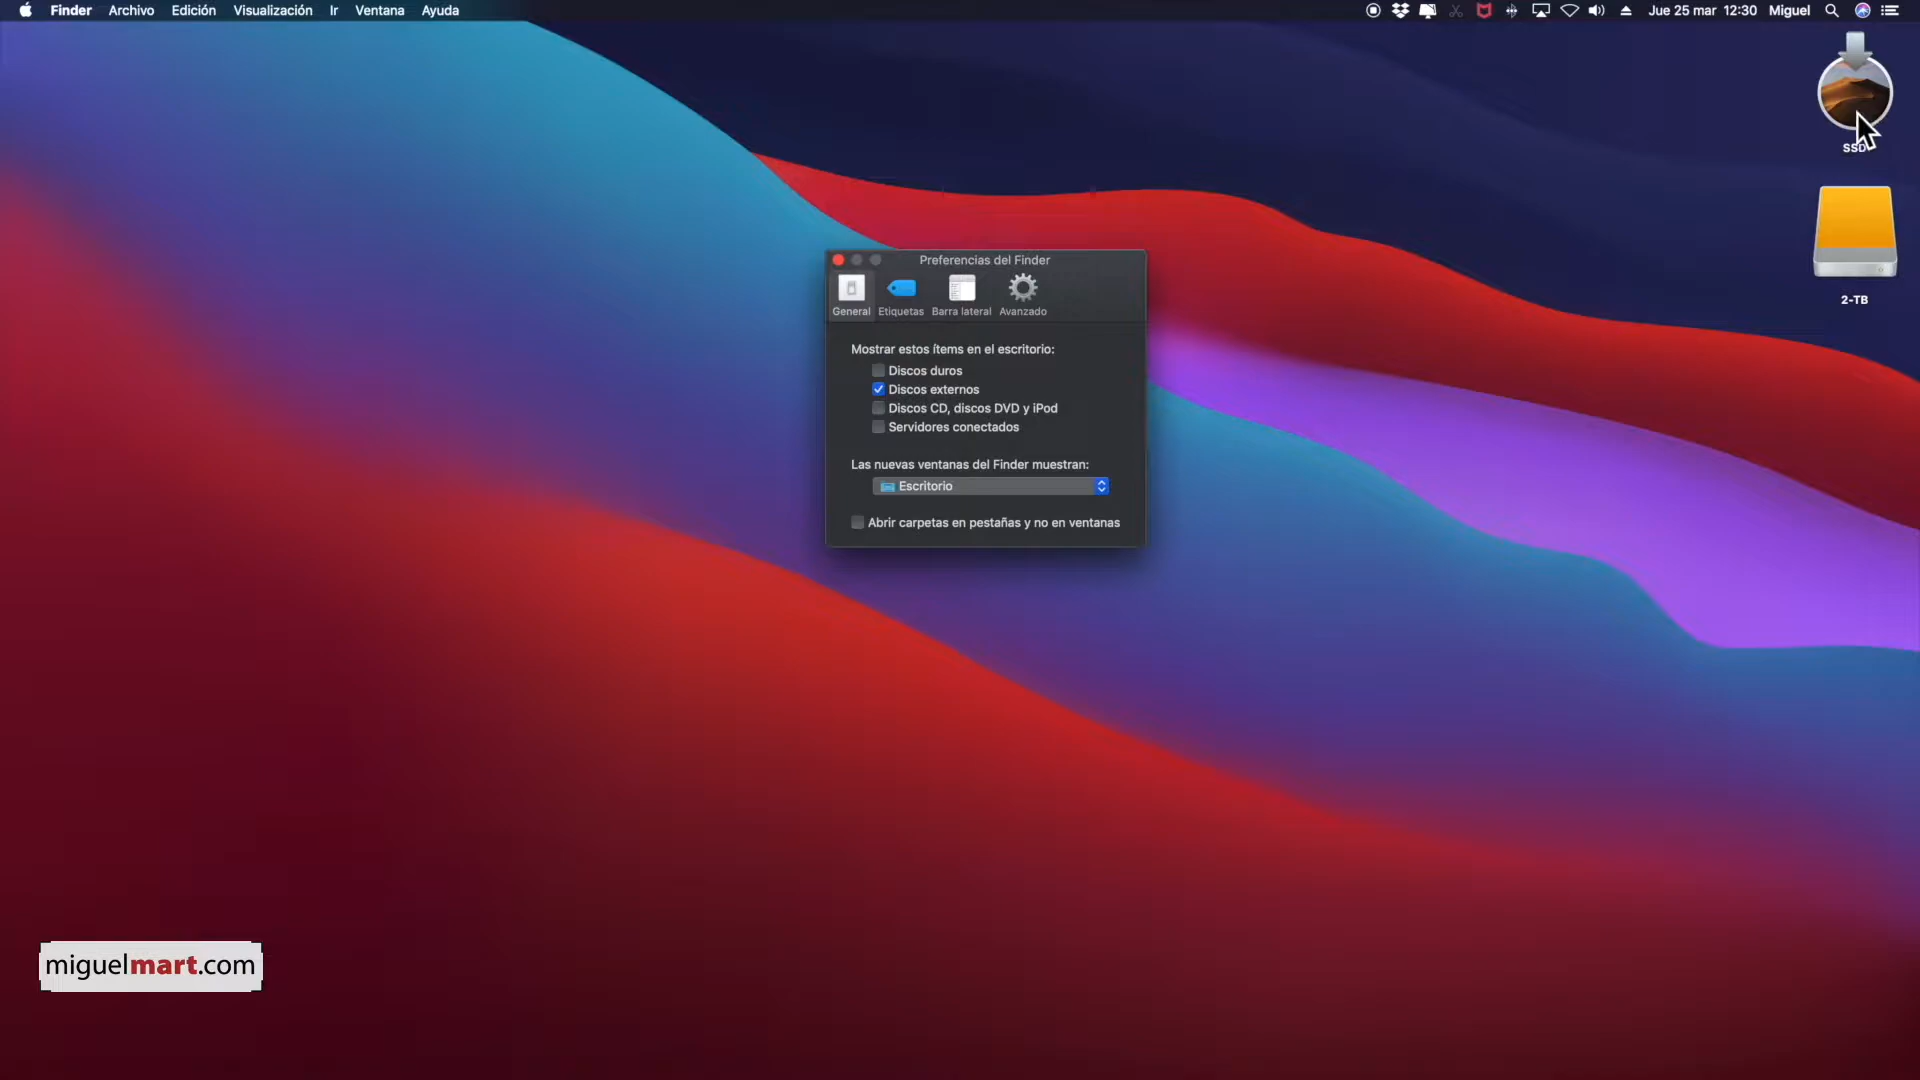 Finder Archivo Edición Visualización Ir Ventana Ayuda Jue 25 mar 12:30 Miguel
SSD
2-TB
Preferencias del Finder
General Etiquetas Barra lateral Avanzado
Mostrar estos ítems en el escritorio:
Discos duros
Discos externos
Discos CD, discos DVD y iPod
Servidores conectados
Las nuevas ventanas del Finder muestran:
Escritorio
Abrir carpetas en pestañas y no en ventanas
miguelmart.com